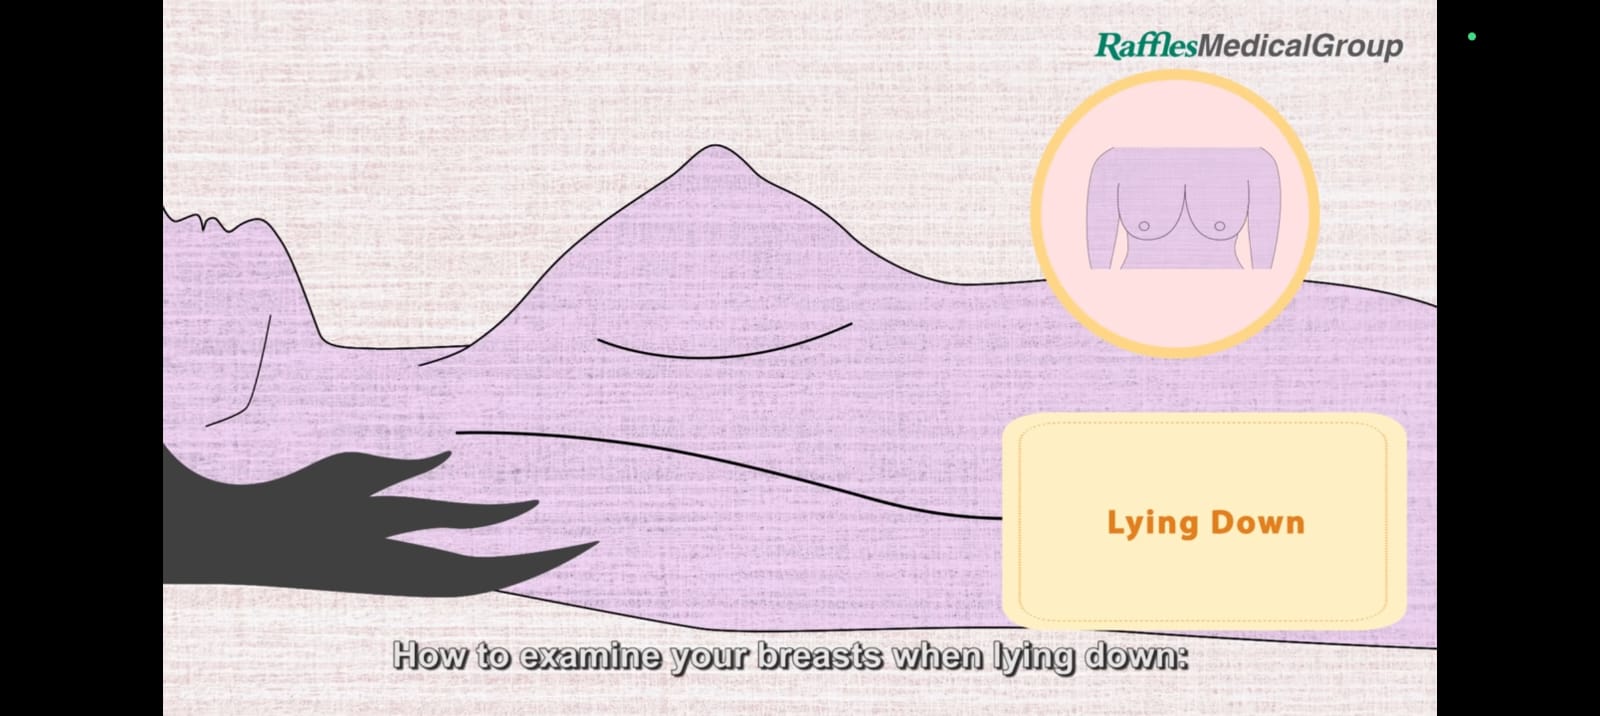 RafflesMedicalGroup
Lying Down
How to examine your breasts when lying down: